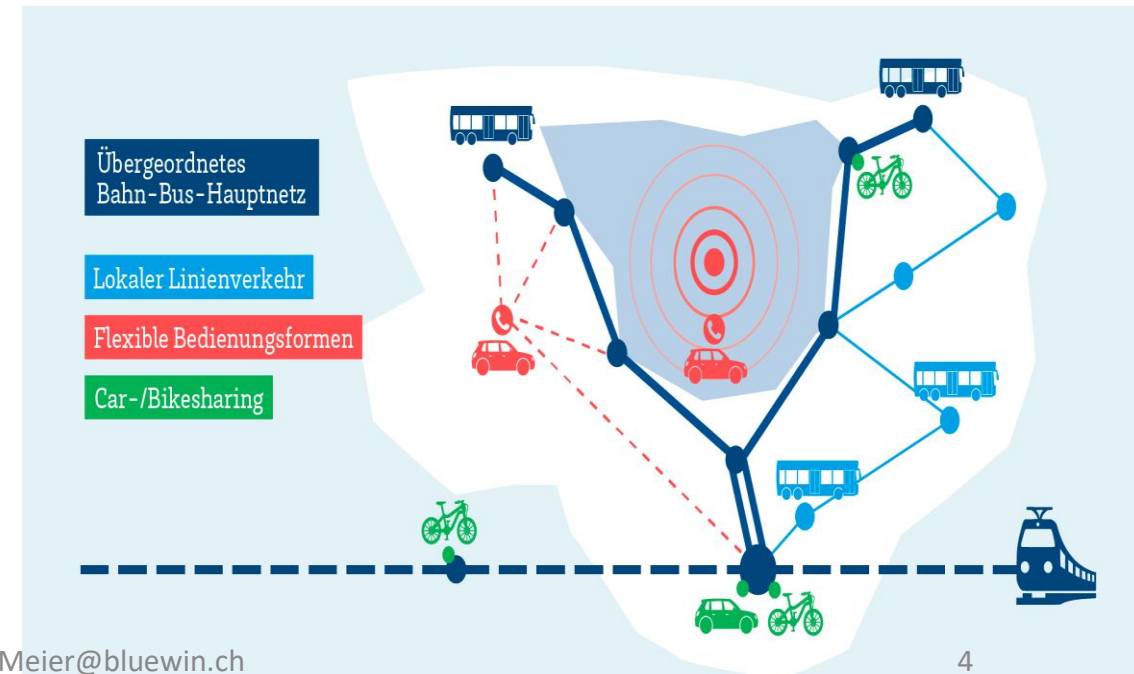 Übergeordnetes
Bahn-Bus-Hauptnetz
Lokaler Linienverkehr
Flexible Bedienungsformen
Car-/Bikesharing
Meier@bluewin.ch
4